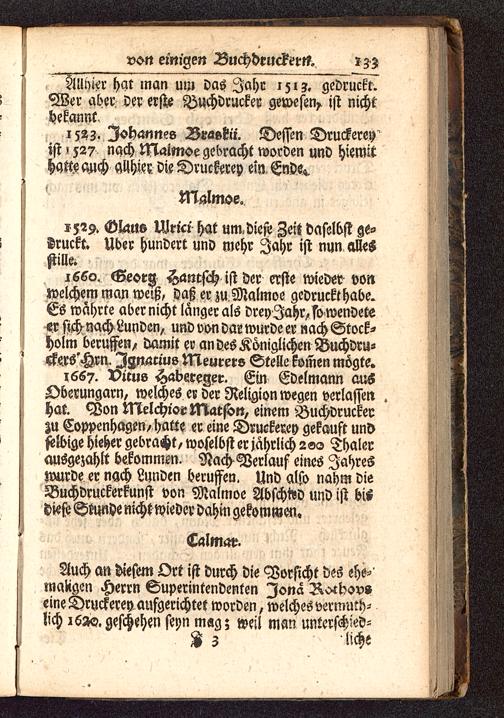 von einigen Buchdruckern. 133
Allhier hat man um das Jahr 1513. gedruckt.
Wer aber der erste Buchdrucker gewesen, ist nicht
bekannt.
1523. Johannes Braskii. Dessen Druckerey
ist 1527 nach Malmoe gebracht worden und hiemit
hatte auch allhier die Druckerey ein Ende.
Malmoe.
1529. Olaus Ulrici hat um diese Zeit daselbst ge-
druckt. Uber hundert und mehr Jahr ist nun alles
stille.
1660. Georg Hantsch ist der erste wieder von
welchem man weiß, daß er zu Malmoe gedruckt habe.
Es währte aber nicht länger als drey Jahr, so wendete
er sich nach Lunden, und von dar wurde er nach Stock-
holm beruffen, damit er an des Königlichen Buchdru-
ckers Hrn. Ignatius Meurers Stelle kom̄en mögte.
1667. Vitus Habereger. Ein Edelmann aus
Oberungarn, welches er der Religion wegen verlassen
hat. Von Melchior Matson, einem Buchdrucker
zu Coppenhagen, hatte er eine Druckerey gekauft und
selbige hieher gebracht, woselbst er jährlich 200 Thaler
ausgezahlt bekommen. Nach Verlauf eines Jahres
wurde er nach Lunden beruffen. Und also nahm die
Buchdruckerkunst von Malmoe Abschied und ist bis
diese Stunde nicht wieder dahin gekommen.
Calmar.
Auch an diesem Ort ist durch die Vorsicht des ehe-
maligen Herrn Superintendenten Jonä Rothovs
eine Druckerey aufgerichtet worden, welches vermuth-
lich 1620. geschehen seyn mag; weil man unterschied-
J 3 liche